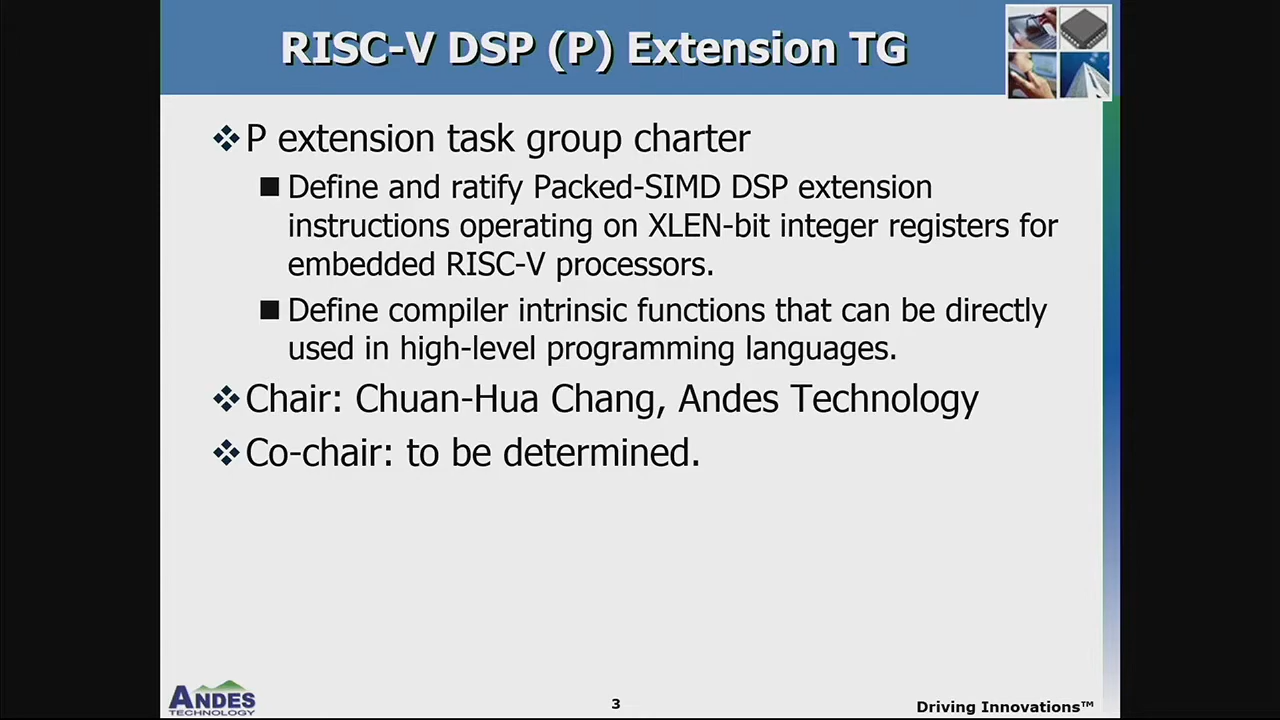 RISC-V DSP (P) Extension TG
P extension task group charter
Define and ratify Packed-SIMD DSP extension
instructions operating on XLEN-bit integer registers for
embedded RISC-V processors.
Define compiler intrinsic functions that can be directly
used in high-level programming languages.
Chair: Chuan-Hua Chang, Andes Technology
Co-chair: to be determined.
ANDES
TECHNOLOGY
3
Driving Innovations™